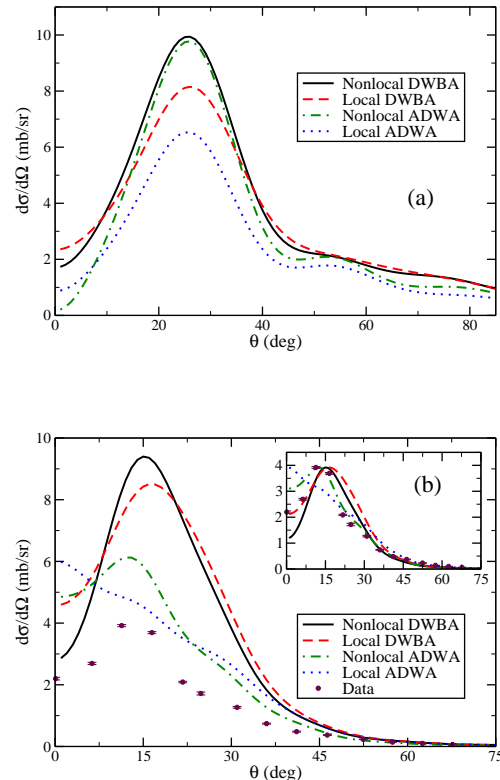 10
8
6
4
2
0
0
20
40
60
80
θ (deg)
dσ/dΩ (mb/sr)
Nonlocal DWBA
Local DWBA
Nonlocal ADWA
Local ADWA
(a)
10
8
6
4
2
0
0
15
30
45
60
75
θ (deg)
dσ/dΩ (mb/sr)
4
3
2
1
0
0
15
30
45
60
75
(b)
Nonlocal DWBA
Local DWBA
Nonlocal ADWA
Local ADWA
Data